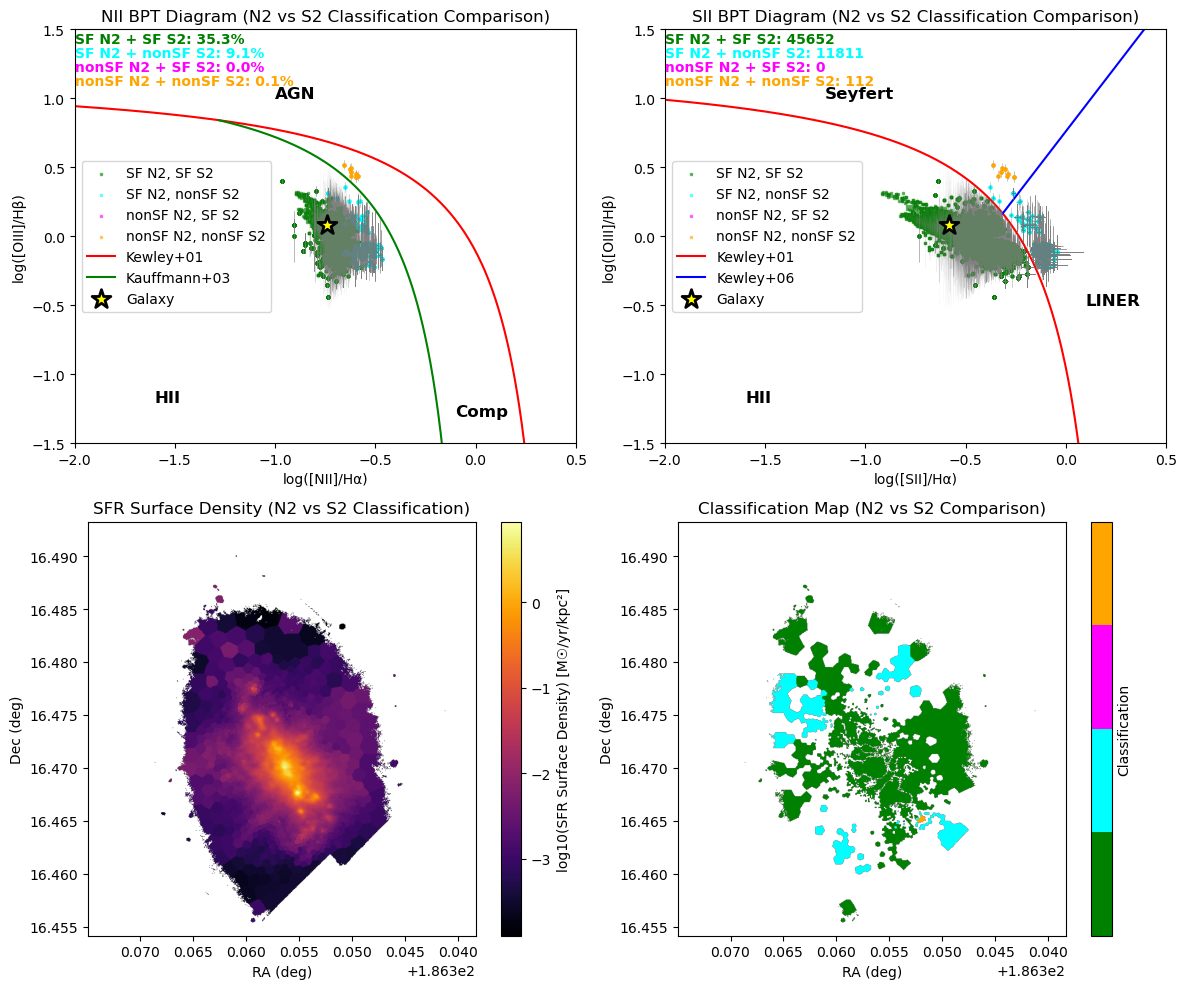 NII BPT Diagram (N2 vs S2 Classification Comparison)
SF N2 + SF S2: 35.3%
SF N2 + nonSF S2: 9.1%
nonSF N2 + SF S2: 0.0%
nonSF N2 + nonSF S2: 0.1%
AGN
SF N2, SF S2
SF N2, nonSF S2
nonSF N2, SF S2
nonSF N2, nonSF S2
Kewley+01
Kauffmann+03
Galaxy
HII
Comp
1.5
1.0
0.5
0.0
−0.5
−1.0
−1.5
log([OIII]/Hβ)
−2.0 −1.5 −1.0 −0.5 0.0 0.5
log([NII]/Hα)
SII BPT Diagram (N2 vs S2 Classification Comparison)
SF N2 + SF S2: 45652
SF N2 + nonSF S2: 11811
nonSF N2 + SF S2: 0
nonSF N2 + nonSF S2: 112
Seyfert
SF N2, SF S2
SF N2, nonSF S2
nonSF N2, SF S2
nonSF N2, nonSF S2
Kewley+01
Kewley+06
Galaxy
LINER
HII
1.5
1.0
0.5
0.0
−0.5
−1.0
−1.5
log([OIII]/Hβ)
−2.0 −1.5 −1.0 −0.5 0.0 0.5
log([SII]/Hα)
SFR Surface Density (N2 vs S2 Classification)
16.490
16.485
16.480
16.475
16.470
16.465
16.460
16.455
Dec (deg)
0.070 0.065 0.060 0.055 0.050 0.045 0.040
RA (deg)
+1.863e2
0
−1
−2
−3
log10(SFR Surface Density) [M☉/yr/kpc²]
Classification Map (N2 vs S2 Comparison)
16.490
16.485
16.480
16.475
16.470
16.465
16.460
16.455
Dec (deg)
0.070 0.065 0.060 0.055 0.050 0.045 0.040
RA (deg)
+1.863e2
Classification